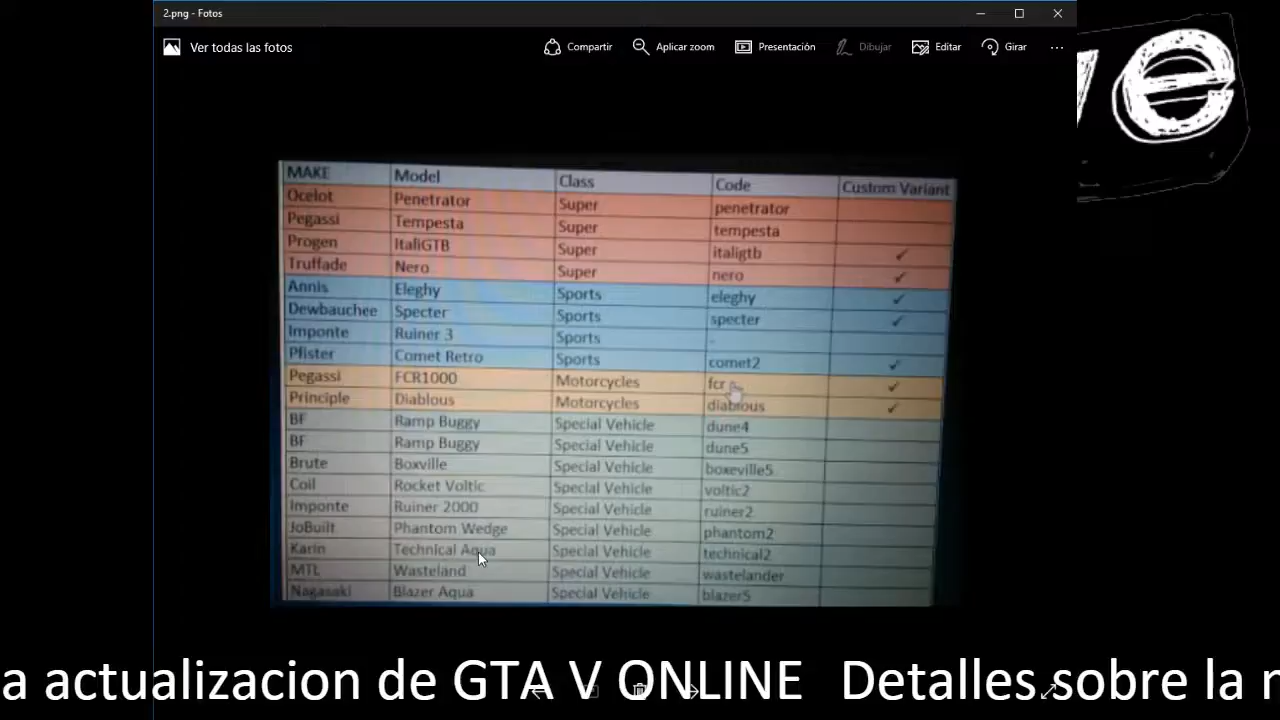 2.png - Fotos
Ver todas las fotos Compartir Aplicar zoom Presentación Dibujar Editar Girar
MAKE Model Class Code Custom Variant
Ocelot Penetrator Super penetrator
Pegassi Tempesta Super tempesta
Progen ItaliGTB Super italigtb ✓
Truffade Nero Super nero ✓
Annis Eleghy Sports eleghy ✓
Dewbauchee Specter Sports specter ✓
Imponte Ruiner 3 Sports -
Pfister Comet Retro Sports comet2 ✓
Pegassi FCR1000 Motorcycles fcr ✓
Principle Diablous Motorcycles diablous ✓
BF Ramp Buggy Special Vehicle dune4
BF Ramp Buggy Special Vehicle dune5
Brute Boxville Special Vehicle boxeville5
Coil Rocket Voltic Special Vehicle voltic2
Imponte Ruiner 2000 Special Vehicle ruiner2
JoBuilt Phantom Wedge Special Vehicle phantom2
Karin Technical Aqua Special Vehicle technical2
MTL Wasteland Special Vehicle wastelander
Nagasaki Blazer Aqua Special Vehicle blazer5
a actualizacion de GTA V ONLINE Detalles sobre la
e